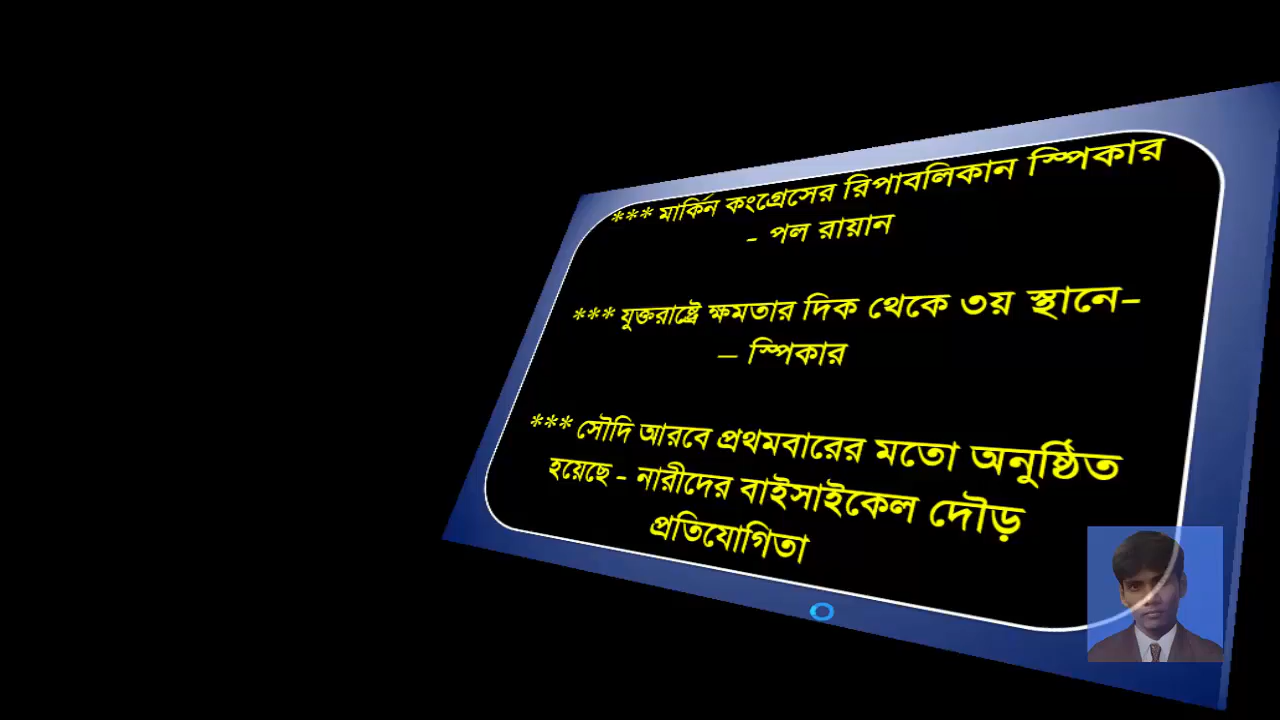 *** মার্কিন কংগ্রেসের রিপাবলিকান স্পিকার
- পল রায়ান
*** যুক্তরাষ্ট্রে ক্ষমতার দিক থেকে ৩য় স্থানে–
– স্পিকার
*** সৌদি আরবে প্রথমবারের মতো অনুষ্ঠিত
হয়েছে - নারীদের বাইসাইকেল দৌড়
প্রতিযোগিতা